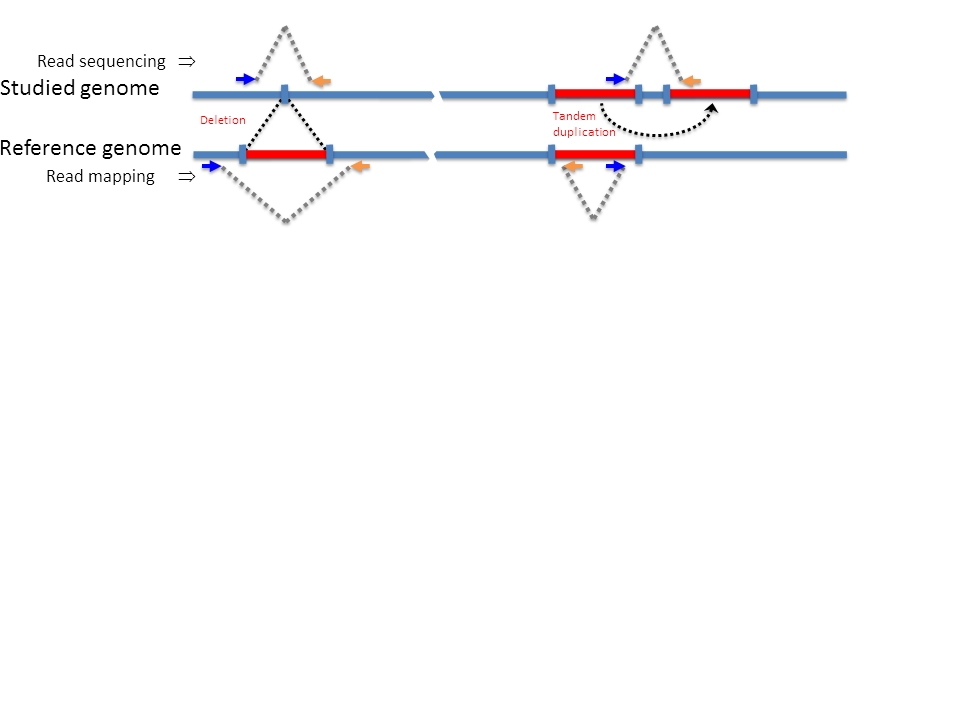 Read sequencing ⇒
Studied genome
Deletion
Tandem
duplication
Reference genome
Read mapping ⇒